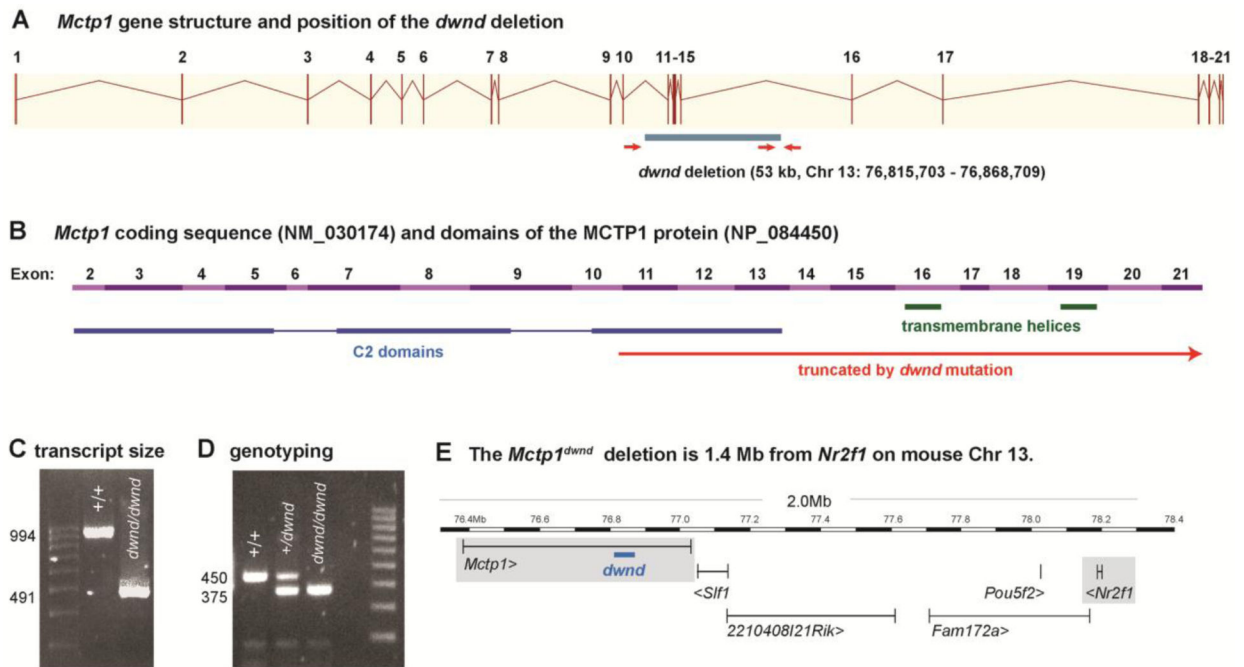 A Mctp1 gene structure and position of the dwnd deletion
1 2 3 4 5 6 7 8 9 10 11-15 16 17 18-21
dwnd deletion (53 kb, Chr 13: 76,815,703 - 76,868,709)
B Mctp1 coding sequence (NM_030174) and domains of the MCTP1 protein (NP_084450)
Exon: 2 3 4 5 6 7 8 9 10 11 12 13 14 15 16 17 18 19 20 21
transmembrane helices
C2 domains
truncated by dwnd mutation
C transcript size
+/+
dwnd/dwnd
994
491
D genotyping
+/+
+/dwnd
dwnd/dwnd
450
375
E The Mctp1dwnd deletion is 1.4 Mb from Nr2f1 on mouse Chr 13.
2.0Mb
76.4Mb 76.6 76.8 77.0 77.2 77.4 77.6 77.8 78.0 78.2 78.4
Mctp1> dwnd
<Slf1 Pou5f2> <Nr2f1
2210408I21Rik> Fam172a>